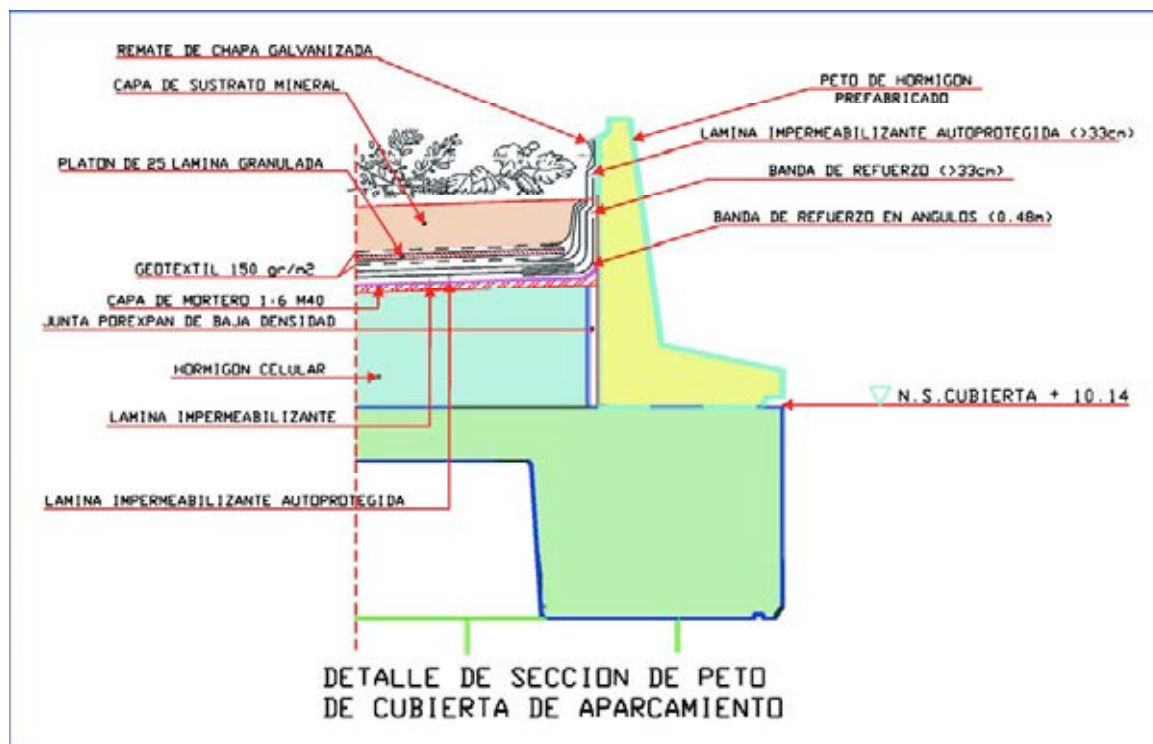 REMATE DE CHAPA GALVANIZADA
CAPA DE SUSTRATO MINERAL
PLATON DE 25 LAMINA GRANULADA
GEOTEXTIL 150 gr/m2
CAPA DE MORTERO 1:6 M40
JUNTA POREXPAN DE BAJA DENSIDAD
HORMIGON CELULAR
LAMINA IMPERMEABILIZANTE
LAMINA IMPERMEABILIZANTE AUTOPROTEGIDA
PETO DE HORMIGON
PREFABRICADO
LAMINA IMPERMEABILIZANTE AUTOPROTEGIDA (>33cm)
BANDA DE REFUERZO (>33cm)
BANDA DE REFUERZO EN ANGULOS (0.48m)
N.S.CUBIERTA + 10.14
DETALLE DE SECCION DE PETO
DE CUBIERTA DE APARCAMIENTO